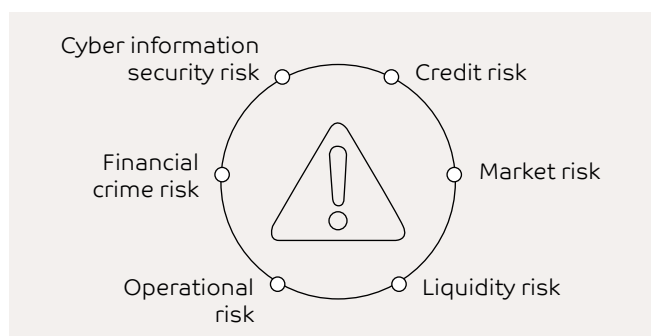 Cyber information
security risk
Credit risk
Financial
crime risk
Market risk
Operational
risk
Liquidity risk